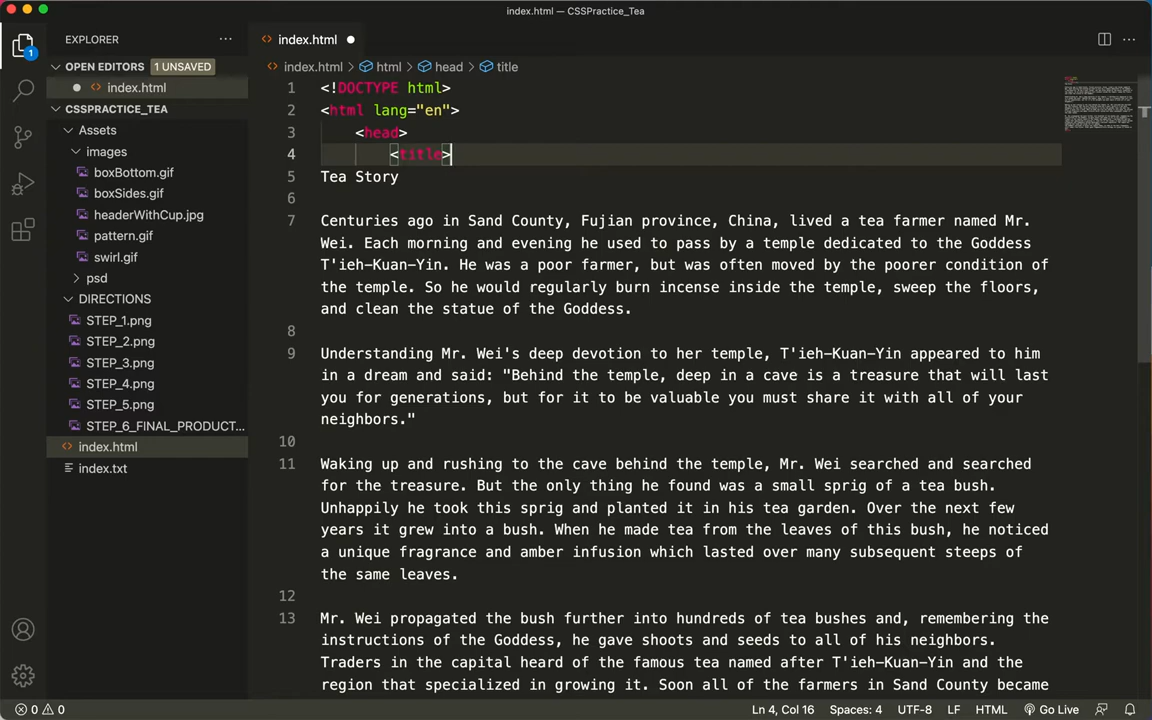 index.html — CSSPractice_Tea
EXPLORER
index.html
OPEN EDITORS 1 UNSAVED
index.html > html > head > title
index.html
CSSPRACTICE_TEA
Assets
images
boxBottom.gif
boxSides.gif
headerWithCup.jpg
pattern.gif
swirl.gif
psd
DIRECTIONS
STEP_1.png
STEP_2.png
STEP_3.png
STEP_4.png
STEP_5.png
STEP_6_FINAL_PRODUCT...
index.html
index.txt
1
1 <!DOCTYPE html>
2 <html lang="en">
3 <head>
4 <title>
5 Tea Story
6
7 Centuries ago in Sand County, Fujian province, China, lived a tea farmer named Mr.
Wei. Each morning and evening he used to pass by a temple dedicated to the Goddess
T'ieh-Kuan-Yin. He was a poor farmer, but was often moved by the poorer condition of
the temple. So he would regularly burn incense inside the temple, sweep the floors,
and clean the statue of the Goddess.
8
9 Understanding Mr. Wei's deep devotion to her temple, T'ieh-Kuan-Yin appeared to him
in a dream and said: "Behind the temple, deep in a cave is a treasure that will last
you for generations, but for it to be valuable you must share it with all of your
neighbors."
10
11 Waking up and rushing to the cave behind the temple, Mr. Wei searched and searched
for the treasure. But the only thing he found was a small sprig of a tea bush.
Unhappily he took this sprig and planted it in his tea garden. Over the next few
years it grew into a bush. When he made tea from the leaves of this bush, he noticed
a unique fragrance and amber infusion which lasted over many subsequent steeps of
the same leaves.
12
13 Mr. Wei propagated the bush further into hundreds of tea bushes and, remembering the
instructions of the Goddess, he gave shoots and seeds to all of his neighbors.
Traders in the capital heard of the famous tea named after T'ieh-Kuan-Yin and the
region that specialized in growing it. Soon all of the farmers in Sand County became
0 0 Ln 4, Col 16 Spaces: 4 UTF-8 LF HTML Go Live